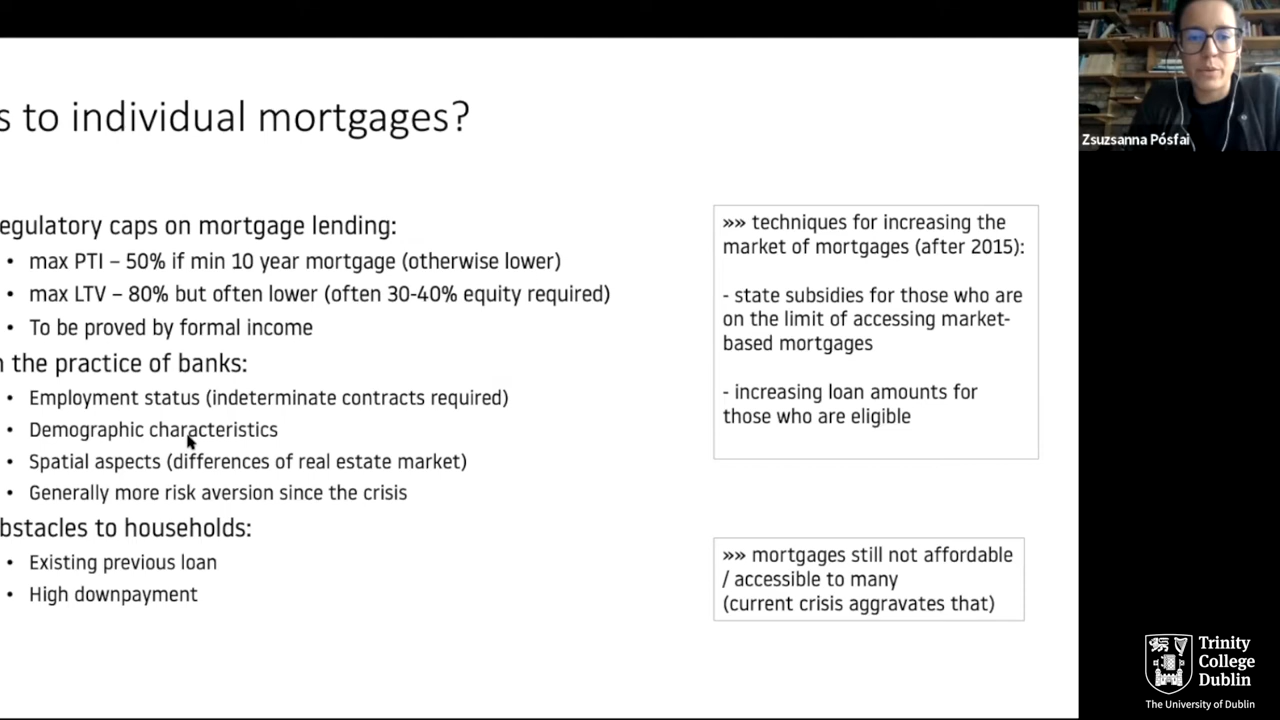 s to individual mortgages?
egulatory caps on mortgage lending:
• max PTI – 50% if min 10 year mortgage (otherwise lower)
• max LTV – 80% but often lower (often 30-40% equity required)
• To be proved by formal income
n the practice of banks:
• Employment status (indeterminate contracts required)
• Demographic characteristics
• Spatial aspects (differences of real estate market)
• Generally more risk aversion since the crisis
bstacles to households:
• Existing previous loan
• High downpayment
»» techniques for increasing the
market of mortgages (after 2015):
- state subsidies for those who are
on the limit of accessing market-
based mortgages
- increasing loan amounts for
those who are eligible
»» mortgages still not affordable
/ accessible to many
(current crisis aggravates that)
Zsuzsanna Pósfai
Trinity
College
Dublin
The University of Dublin